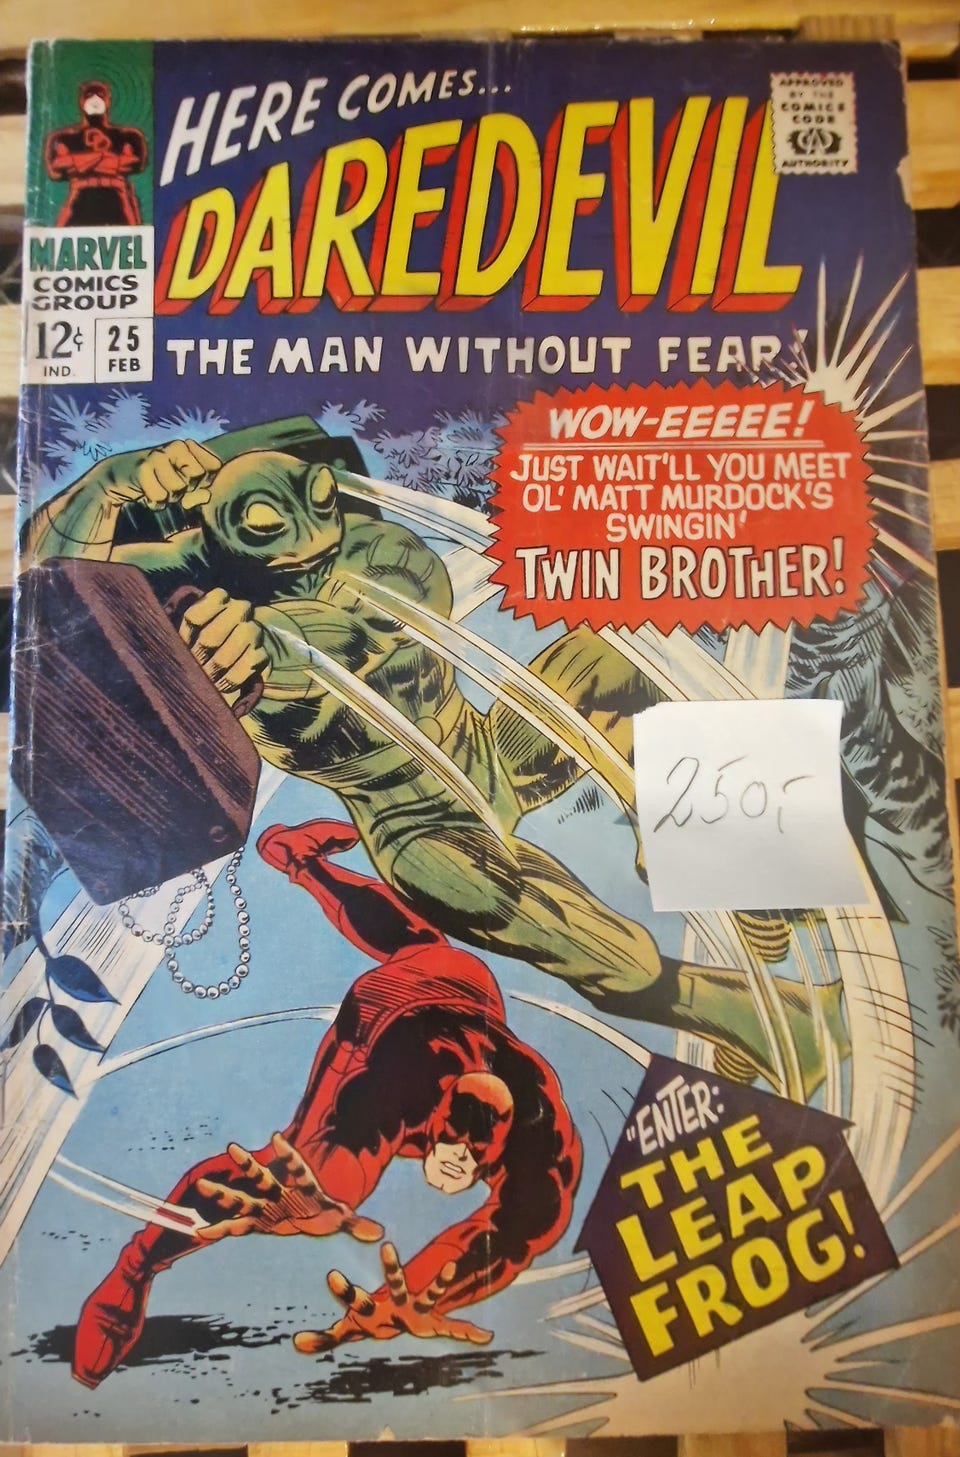 HERE COMES...
DAREDEVIL
THE MAN WITHOUT FEAR!
APPROVED
BY THE
COMICS
CODE
CA
AUTHORITY
DD
MARVEL
COMICS
GROUP
12¢
IND.
25
FEB
WOW-EEEEE!
JUST WAIT'LL YOU MEET
OL' MATT MURDOCK'S
SWINGIN'
TWIN BROTHER!
250,-
"ENTER:
THE
LEAP
FROG!